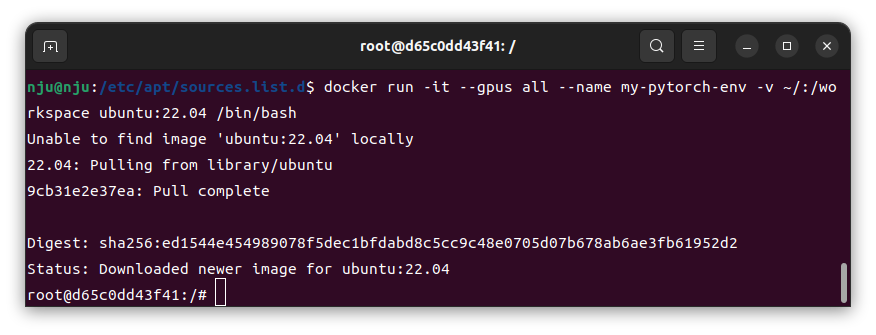 root@d65c0dd43f41: /
nju@nju:/etc/apt/sources.list.d$ docker run -it --gpus all --name my-pytorch-env -v ~/:/wo
rkspace ubuntu:22.04 /bin/bash
Unable to find image 'ubuntu:22.04' locally
22.04: Pulling from library/ubuntu
9cb31e2e37ea: Pull complete
Digest: sha256:ed1544e454989078f5dec1bfdabd8c5cc9c48e0705d07b678ab6ae3fb61952d2
Status: Downloaded newer image for ubuntu:22.04
root@d65c0dd43f41:/#